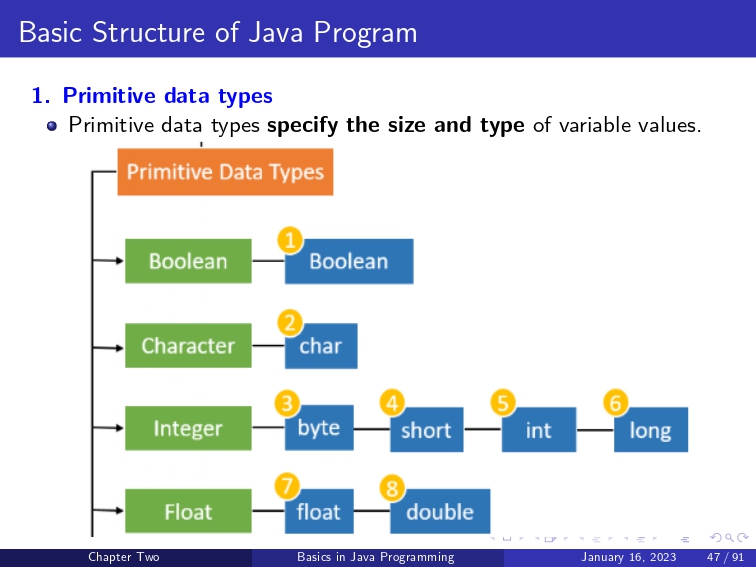 Basic Structure of Java Program
1. Primitive data types
Primitive data types specify the size and type of variable values.
Primitive Data Types
1
Boolean Boolean
2
Character char
3 4 5 6
Integer byte short int long
7 8
Float float double
Chapter Two Basics in Java Programming January 16, 2023 47 / 91